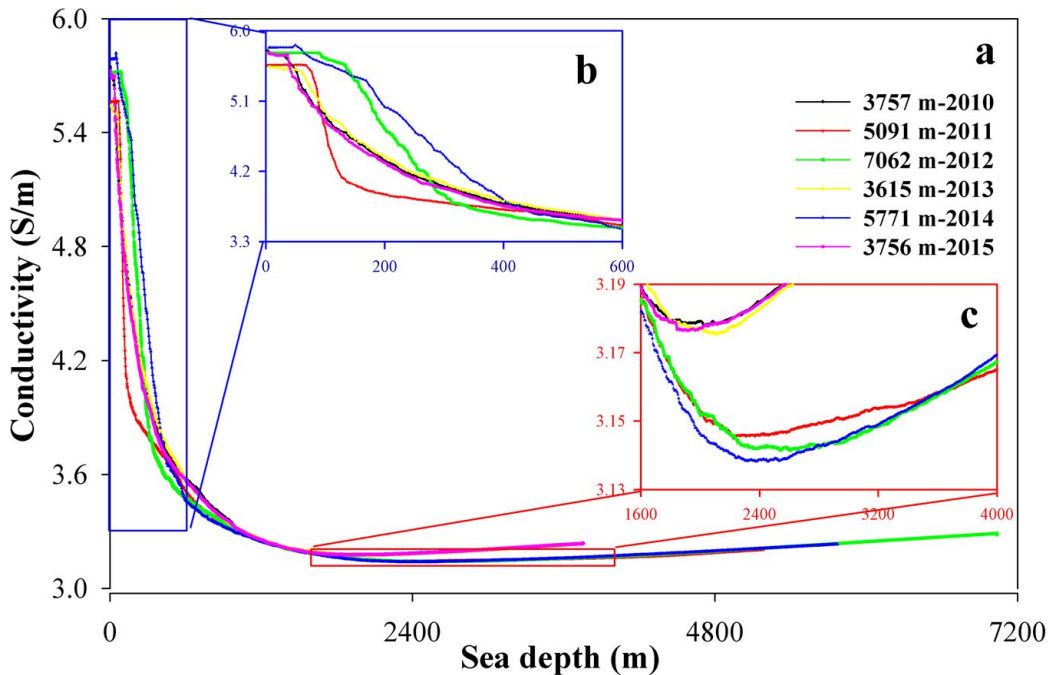 a
6.0
5.4
4.8
4.2
3.6
3.0
Conductivity (S/m)
0
2400
4800
7200
Sea depth (m)
3757 m-2010
5091 m-2011
7062 m-2012
3615 m-2013
5771 m-2014
3756 m-2015
b
6.0
5.1
4.2
3.3
0
200
400
600
c
3.19
3.17
3.15
3.13
1600
2400
3200
4000